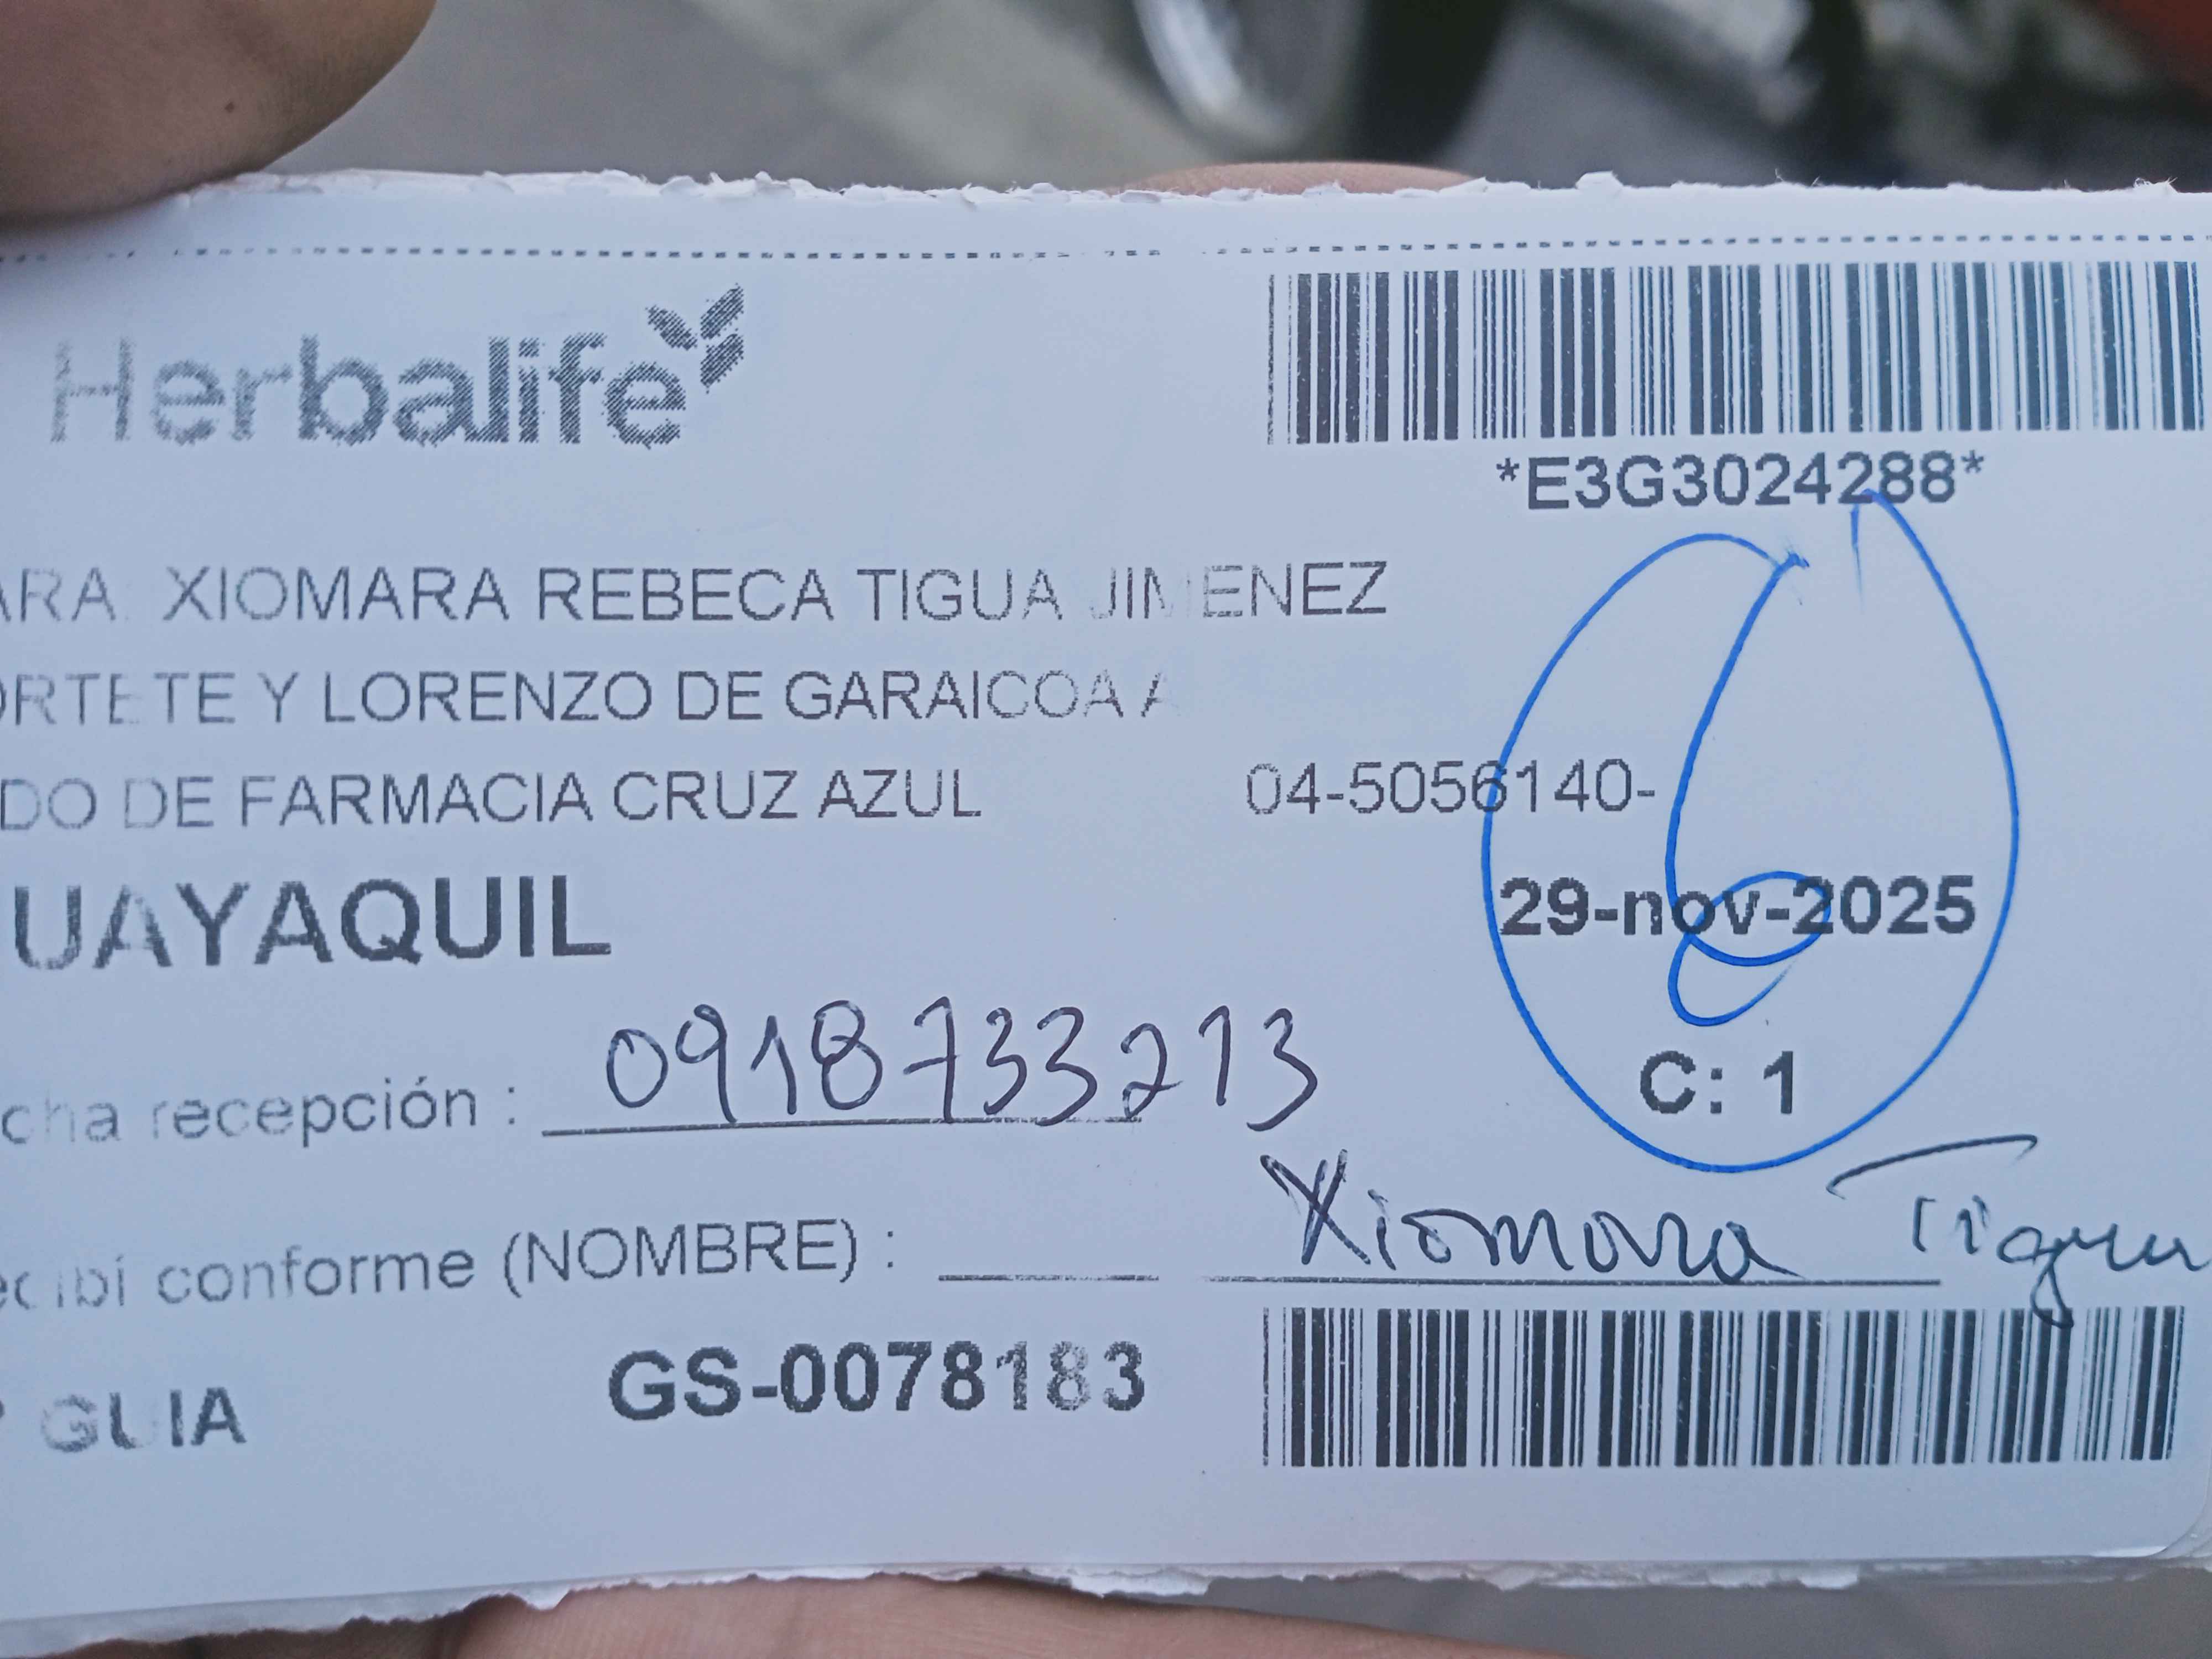 Herbalife
*E3G3024288*
ARA. XIOMARA REBECA TIGUA JIMENEZ
ORTETE Y LORENZO DE GARAICOA A
DO DE FARMACIA CRUZ AZUL 04-5056140-
UAYAQUIL 29-nov-2025
cha recepción : 0918733213
C: 1
ecibí conforme (NOMBRE) : Xiomara Tigua
GUIA GS-0078183